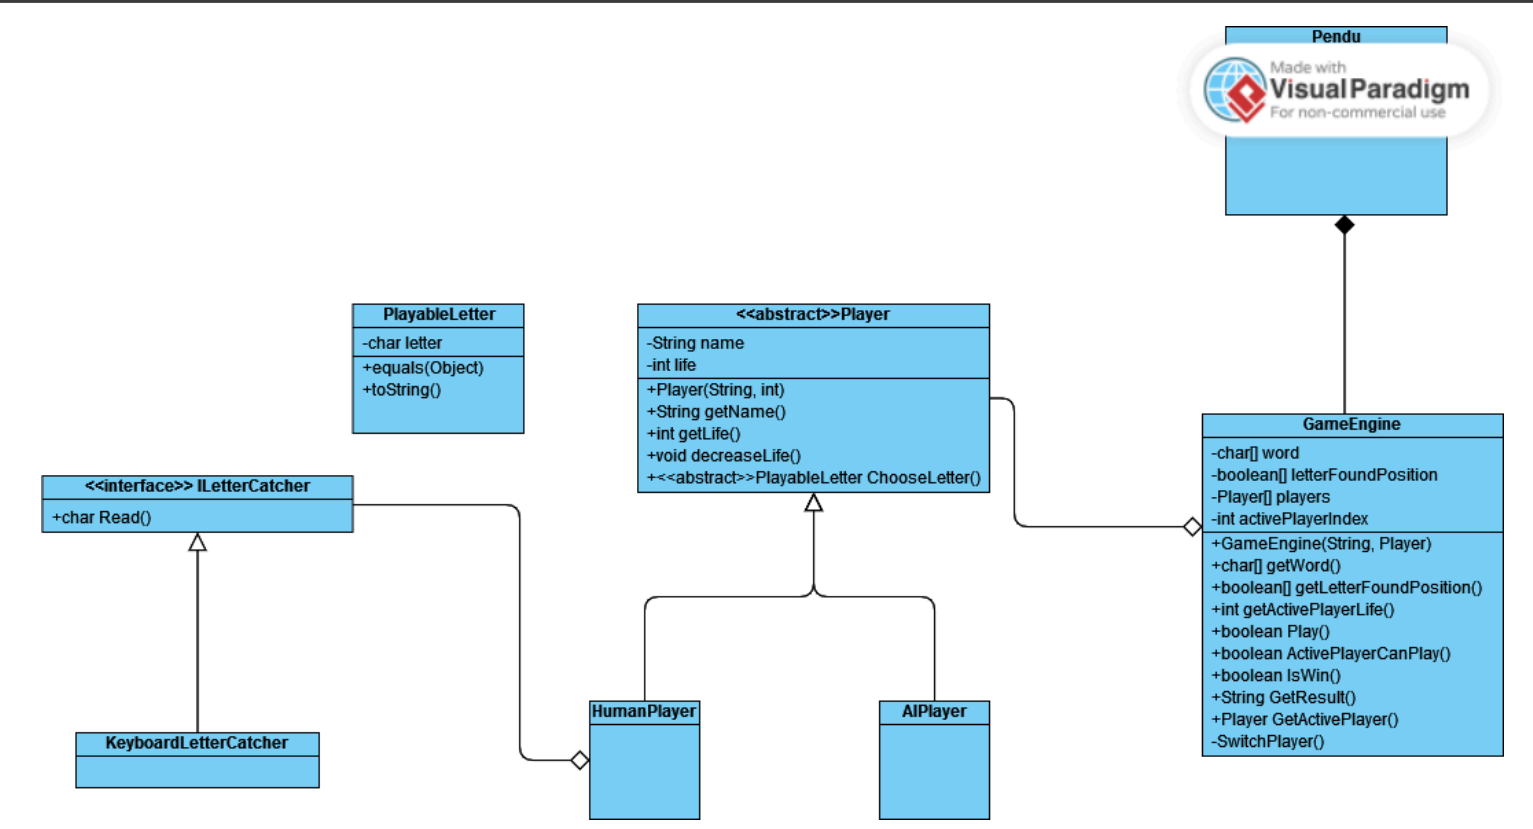 Pendu
Made with
Visual Paradigm
For non-commercial use
PlayableLetter
-char letter
+equals(Object)
+toString()
<<abstract>>Player
-String name
-int life
+Player(String, int)
+String getName()
+int getLife()
+void decreaseLife()
+<<abstract>>PlayableLetter ChooseLetter()
GameEngine
-char[] word
-boolean[] letterFoundPosition
-Player[] players
-int activePlayerIndex
+GameEngine(String, Player)
+char[] getWord()
+boolean[] getLetterFoundPosition()
+int getActivePlayerLife()
+boolean Play()
+boolean ActivePlayerCanPlay()
+boolean IsWin()
+String GetResult()
+Player GetActivePlayer()
-SwitchPlayer()
<<interface>> ILetterCatcher
+char Read()
KeyboardLetterCatcher
HumanPlayer
AIPlayer